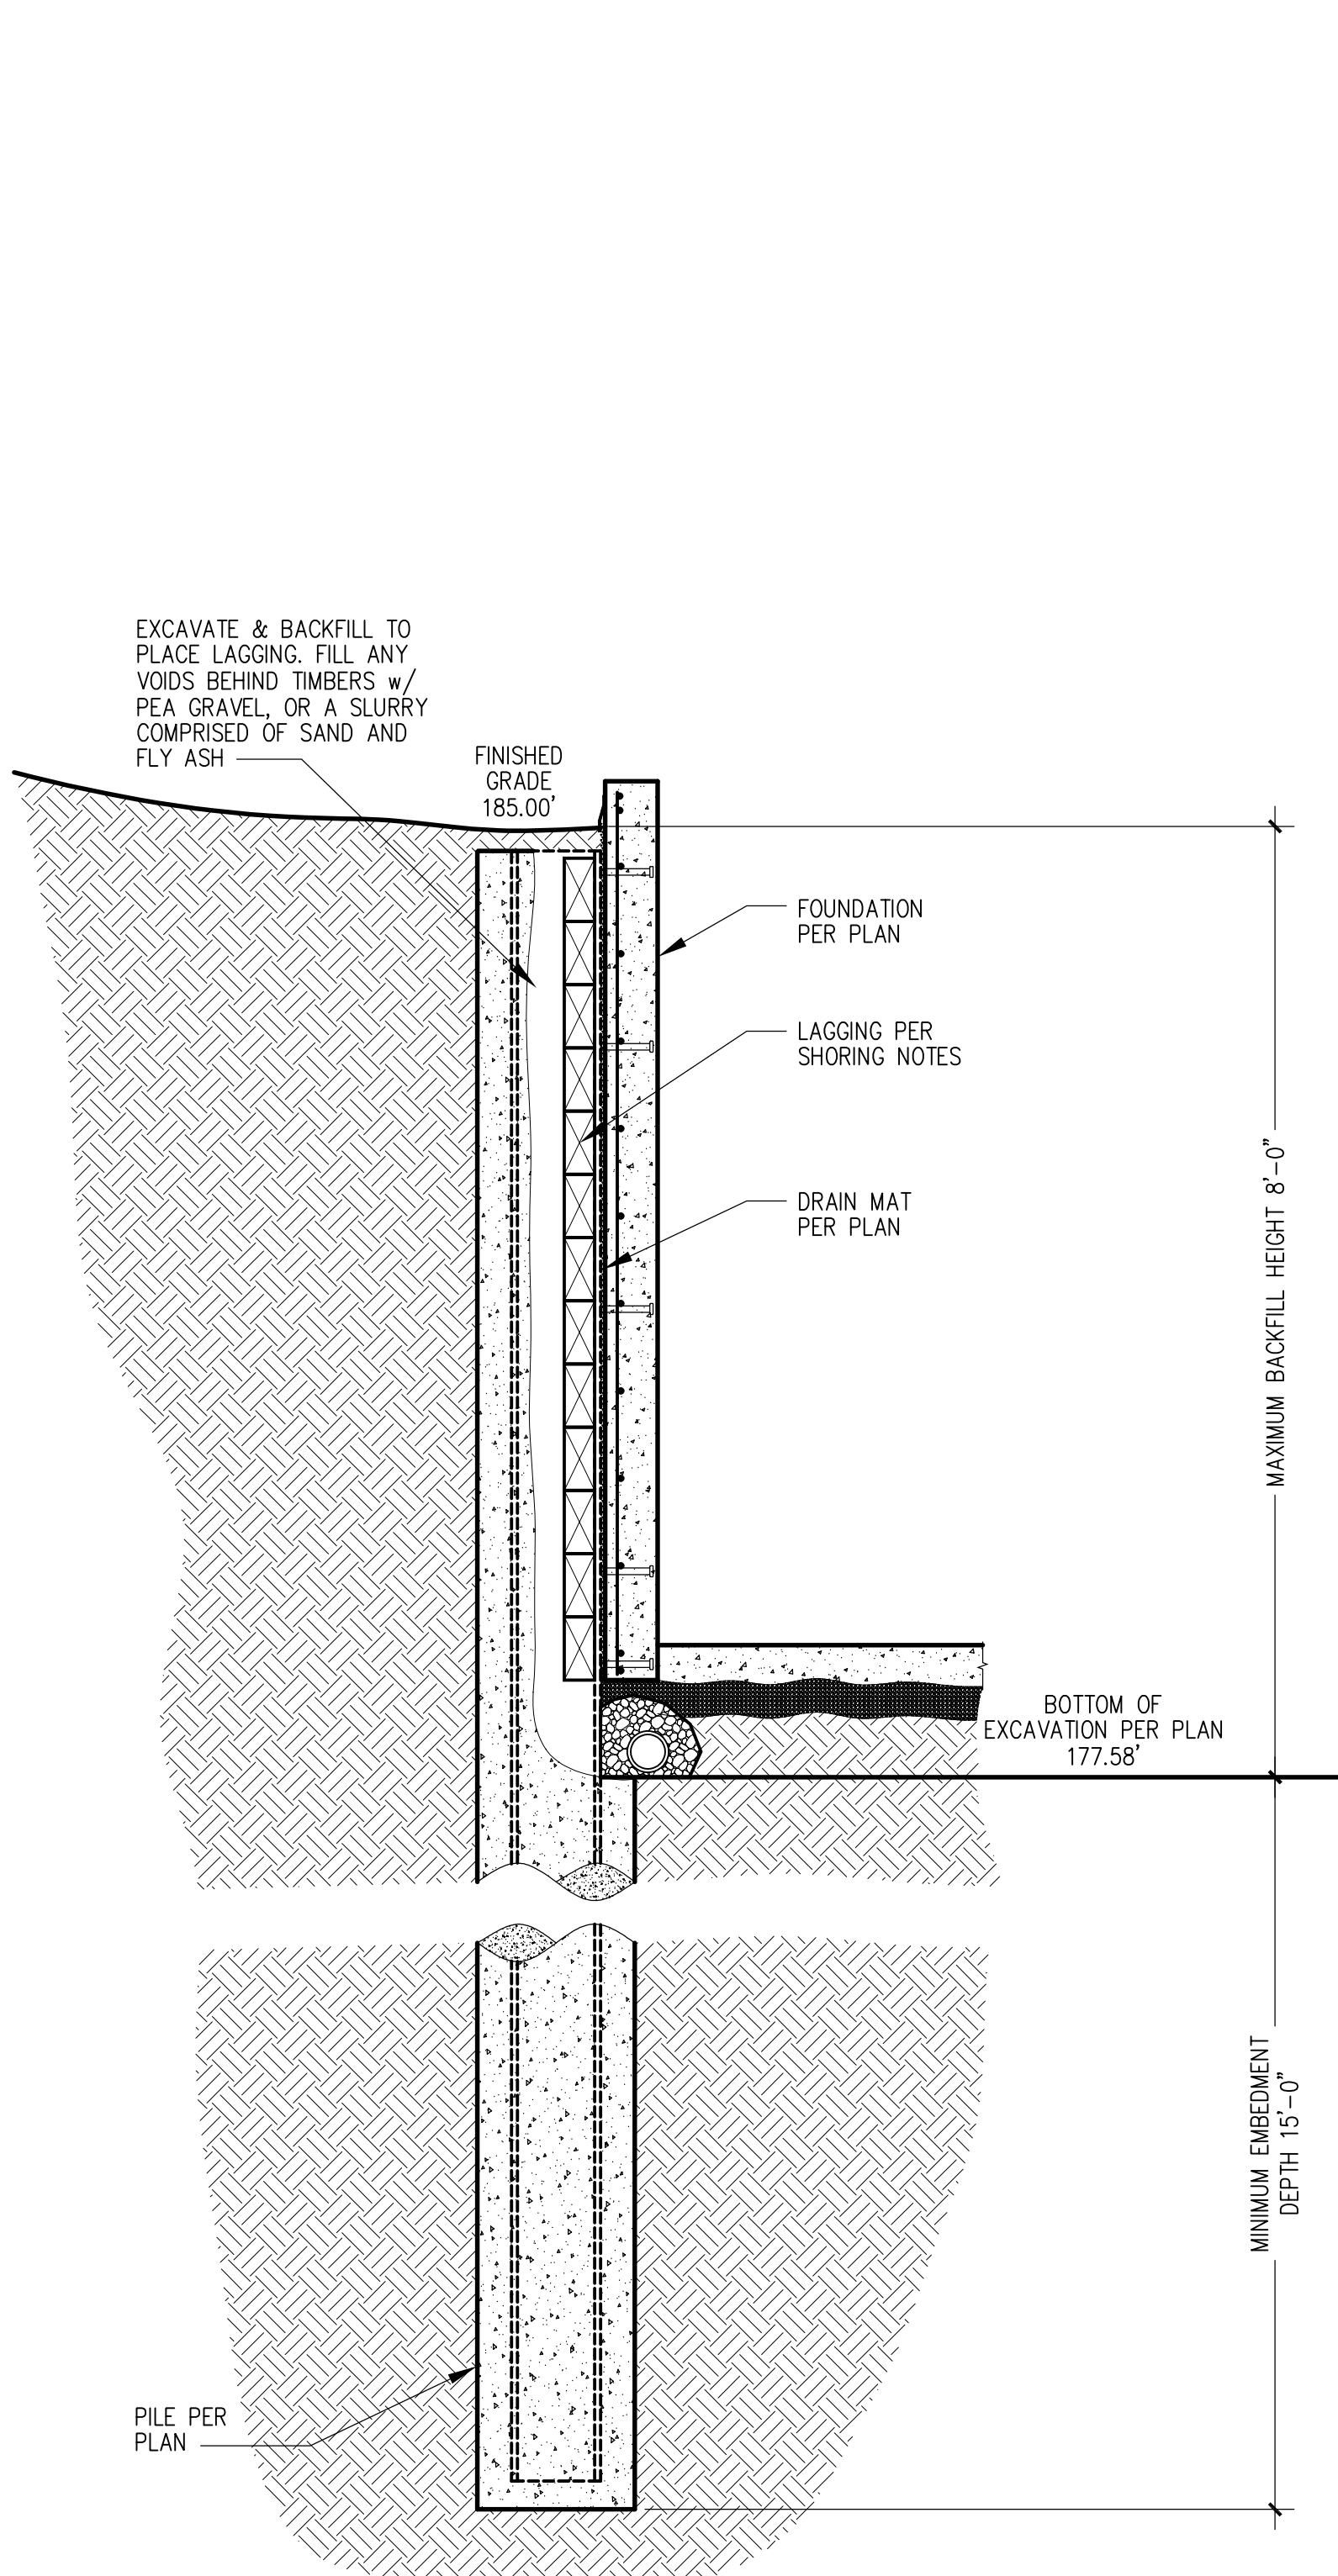 EXCAVATE & BACKFILL TO
PLACE LAGGING. FILL ANY
VOIDS BEHIND TIMBERS w/
PEA GRAVEL, OR A SLURRY
COMPRISED OF SAND AND
FLY ASH
FINISHED
GRADE
185.00'
FOUNDATION
PER PLAN
LAGGING PER
SHORING NOTES
DRAIN MAT
PER PLAN
MAXIMUM BACKFILL HEIGHT 8'-0"
BOTTOM OF
EXCAVATION PER PLAN
177.58'
MINIMUM EMBEDMENT
DEPTH 15'-0"
PILE PER
PLAN